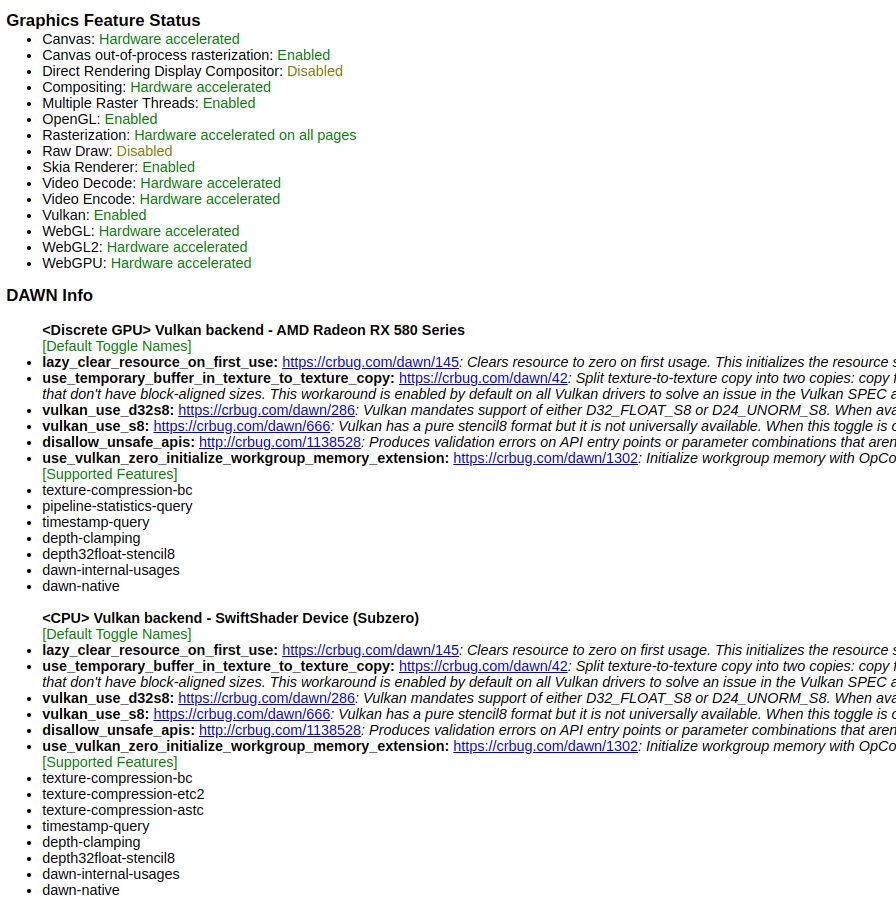 Graphics Feature Status
Canvas: Hardware accelerated
Canvas out-of-process rasterization: Enabled
Direct Rendering Display Compositor: Disabled
Compositing: Hardware accelerated
Multiple Raster Threads: Enabled
OpenGL: Enabled
Rasterization: Hardware accelerated on all pages
Raw Draw: Disabled
Skia Renderer: Enabled
Video Decode: Hardware accelerated
Video Encode: Hardware accelerated
Vulkan: Enabled
WebGL: Hardware accelerated
WebGL2: Hardware accelerated
WebGPU: Hardware accelerated
DAWN Info
<Discrete GPU> Vulkan backend - AMD Radeon RX 580 Series
[Default Toggle Names]
lazy_clear_resource_on_first_use: https://crbug.com/dawn/145: Clears resource to zero on first usage. This initializes the resource
use_temporary_buffer_in_texture_to_texture_copy: https://crbug.com/dawn/42: Split texture-to-texture copy into two copies: copy
that don't have block-aligned sizes. This workaround is enabled by default on all Vulkan drivers to solve an issue in the Vulkan SPEC
vulkan_use_d32s8: https://crbug.com/dawn/286: Vulkan mandates support of either D32_FLOAT_S8 or D24_UNORM_S8. When
vulkan_use_s8: https://crbug.com/dawn/666: Vulkan has a pure stencil8 format but it is not universally available. When this toggle is
disallow_unsafe_apis: http://crbug.com/1138528: Produces validation errors on API entry points or parameter combinations that
use_vulkan_zero_initialize_workgroup_memory_extension: https://crbug.com/dawn/1302: Initialize workgroup memory with
[Supported Features]
texture-compression-bc
pipeline-statistics-query
timestamp-query
depth-clamping
depth32float-stencil8
dawn-internal-usages
dawn-native
<CPU> Vulkan backend - SwiftShader Device (Subzero)
[Default Toggle Names]
lazy_clear_resource_on_first_use: https://crbug.com/dawn/145: Clears resource to zero on first usage. This initializes the resource
use_temporary_buffer_in_texture_to_texture_copy: https://crbug.com/dawn/42: Split texture-to-texture copy into two copies: copy
that don't have block-aligned sizes. This workaround is enabled by default on all Vulkan drivers to solve an issue in the Vulkan SPEC
vulkan_use_d32s8: https://crbug.com/dawn/286: Vulkan mandates support of either D32_FLOAT_S8 or D24_UNORM_S8. When
vulkan_use_s8: https://crbug.com/dawn/666: Vulkan has a pure stencil8 format but it is not universally available. When this toggle is
disallow_unsafe_apis: http://crbug.com/1138528: Produces validation errors on API entry points or parameter combinations that
use_vulkan_zero_initialize_workgroup_memory_extension: https://crbug.com/dawn/1302: Initialize workgroup memory with
[Supported Features]
texture-compression-bc
texture-compression-etc2
texture-compression-astc
timestamp-query
depth-clamping
depth32float-stencil8
dawn-internal-usages
dawn-native